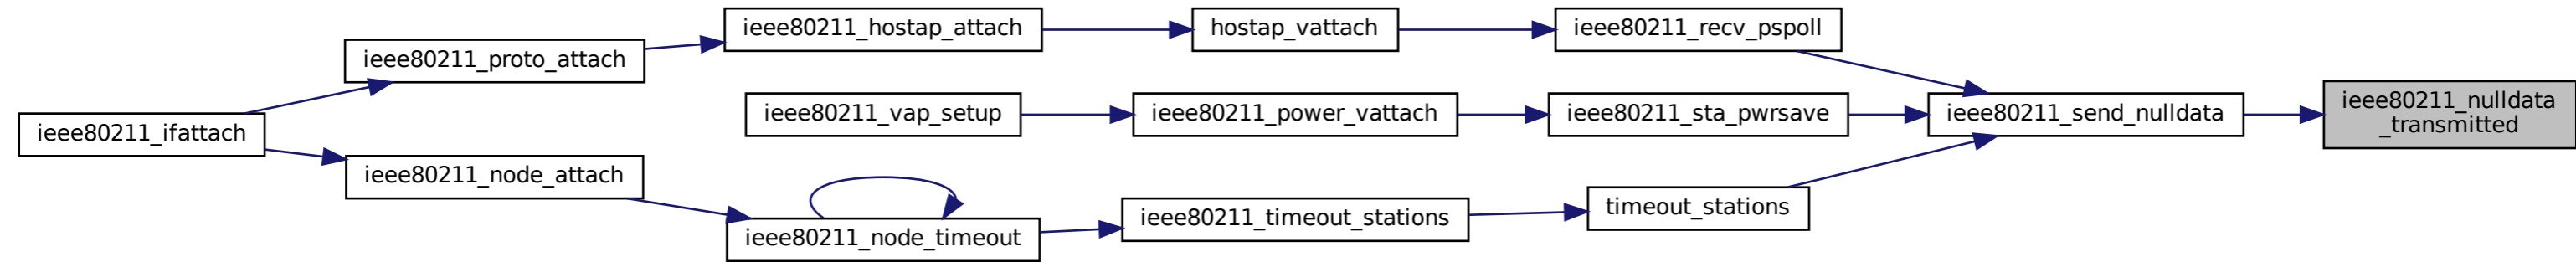 ieee80211_ifattach
ieee80211_proto_attach
ieee80211_hostap_attach
hostap_vattach
ieee80211_recv_pspoll
ieee80211_vap_setup
ieee80211_power_vattach
ieee80211_sta_pwrsave
ieee80211_send_nulldata
ieee80211_nulldata
_transmitted
ieee80211_node_attach
ieee80211_node_timeout
ieee80211_timeout_stations
timeout_stations